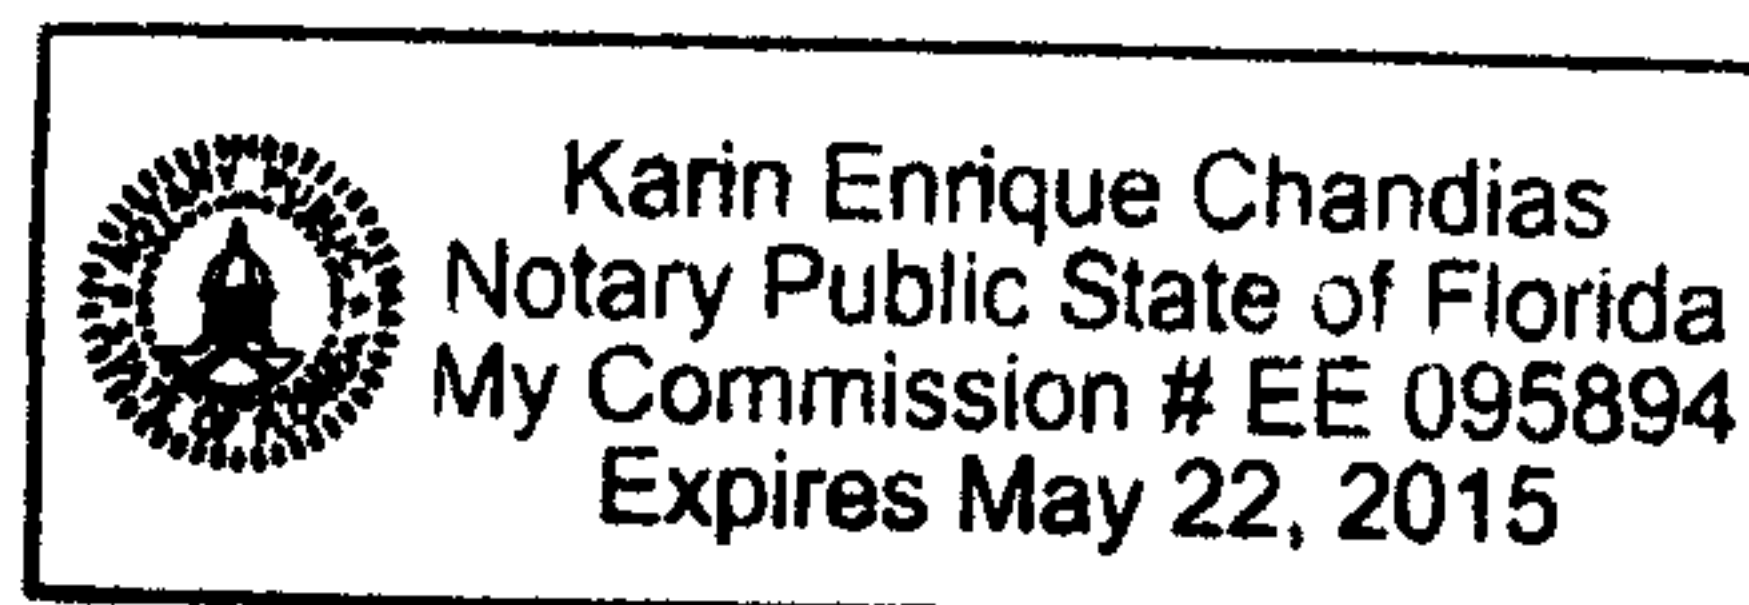 Karin Enrique Chandias
Notary Public State of Florida
My Commission # EE 095894
Expires May 22, 2015